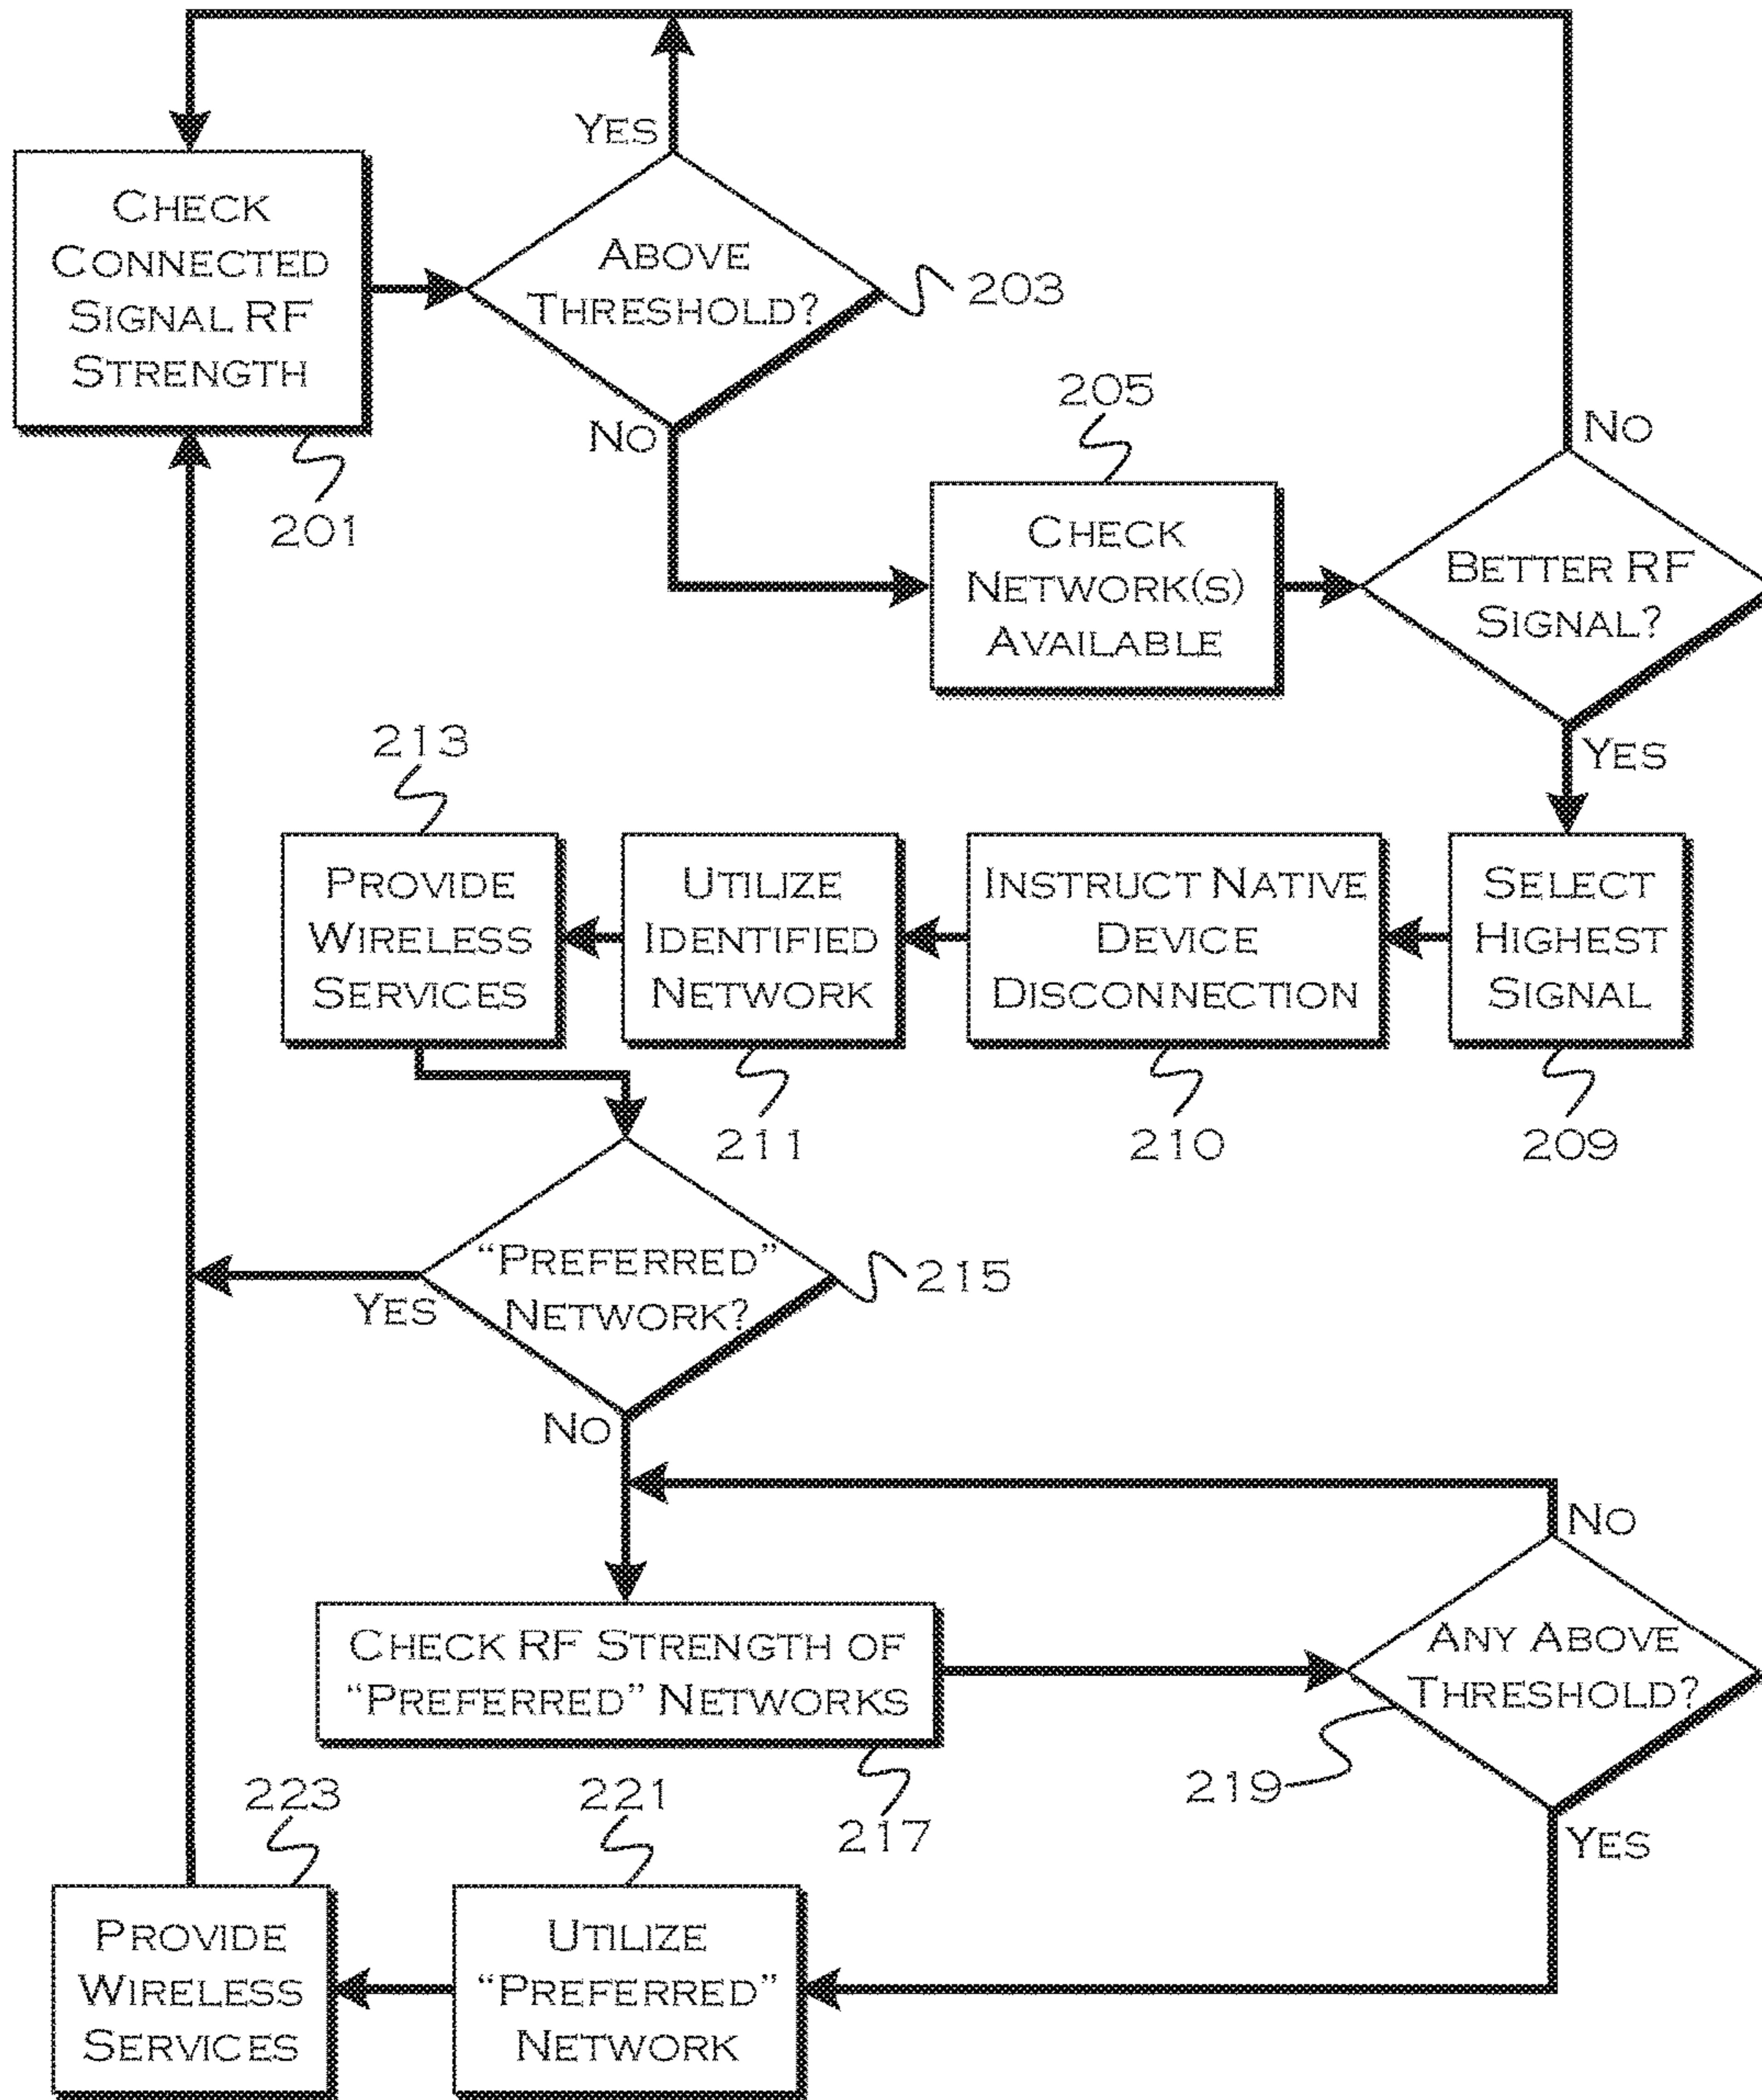 YES
CHECK
CONNECTED
SIGNAL RF
STRENGTH
ABOVE
THRESHOLD?
203
205
NO
NO
201
CHECK
NETWORK(S)
AVAILABLE
BETTER RF
SIGNAL?
213
YES
PROVIDE
WIRELESS
SERVICES
UTILIZE
IDENTIFIED
NETWORK
INSTRUCT NATIVE
DEVICE
DISCONNECTION
SELECT
HIGHEST
SIGNAL
211
210
209
"PREFERRED"
NETWORK?
215
YES
NO
NO
CHECK RF STRENGTH OF
"PREFERRED" NETWORKS
ANY ABOVE
THRESHOLD?
223
221
217
219
YES
PROVIDE
WIRELESS
SERVICES
UTILIZE
"PREFERRED"
NETWORK